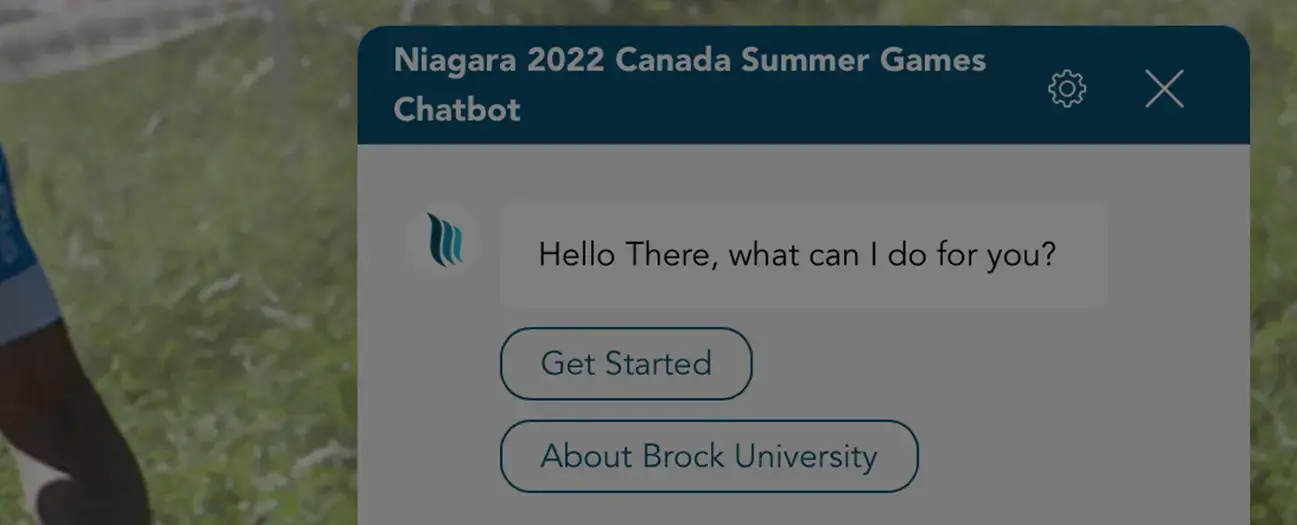 Niagara 2022 Canada Summer Games
Chatbot
Hello There, what can I do for you?
Get Started
About Brock University